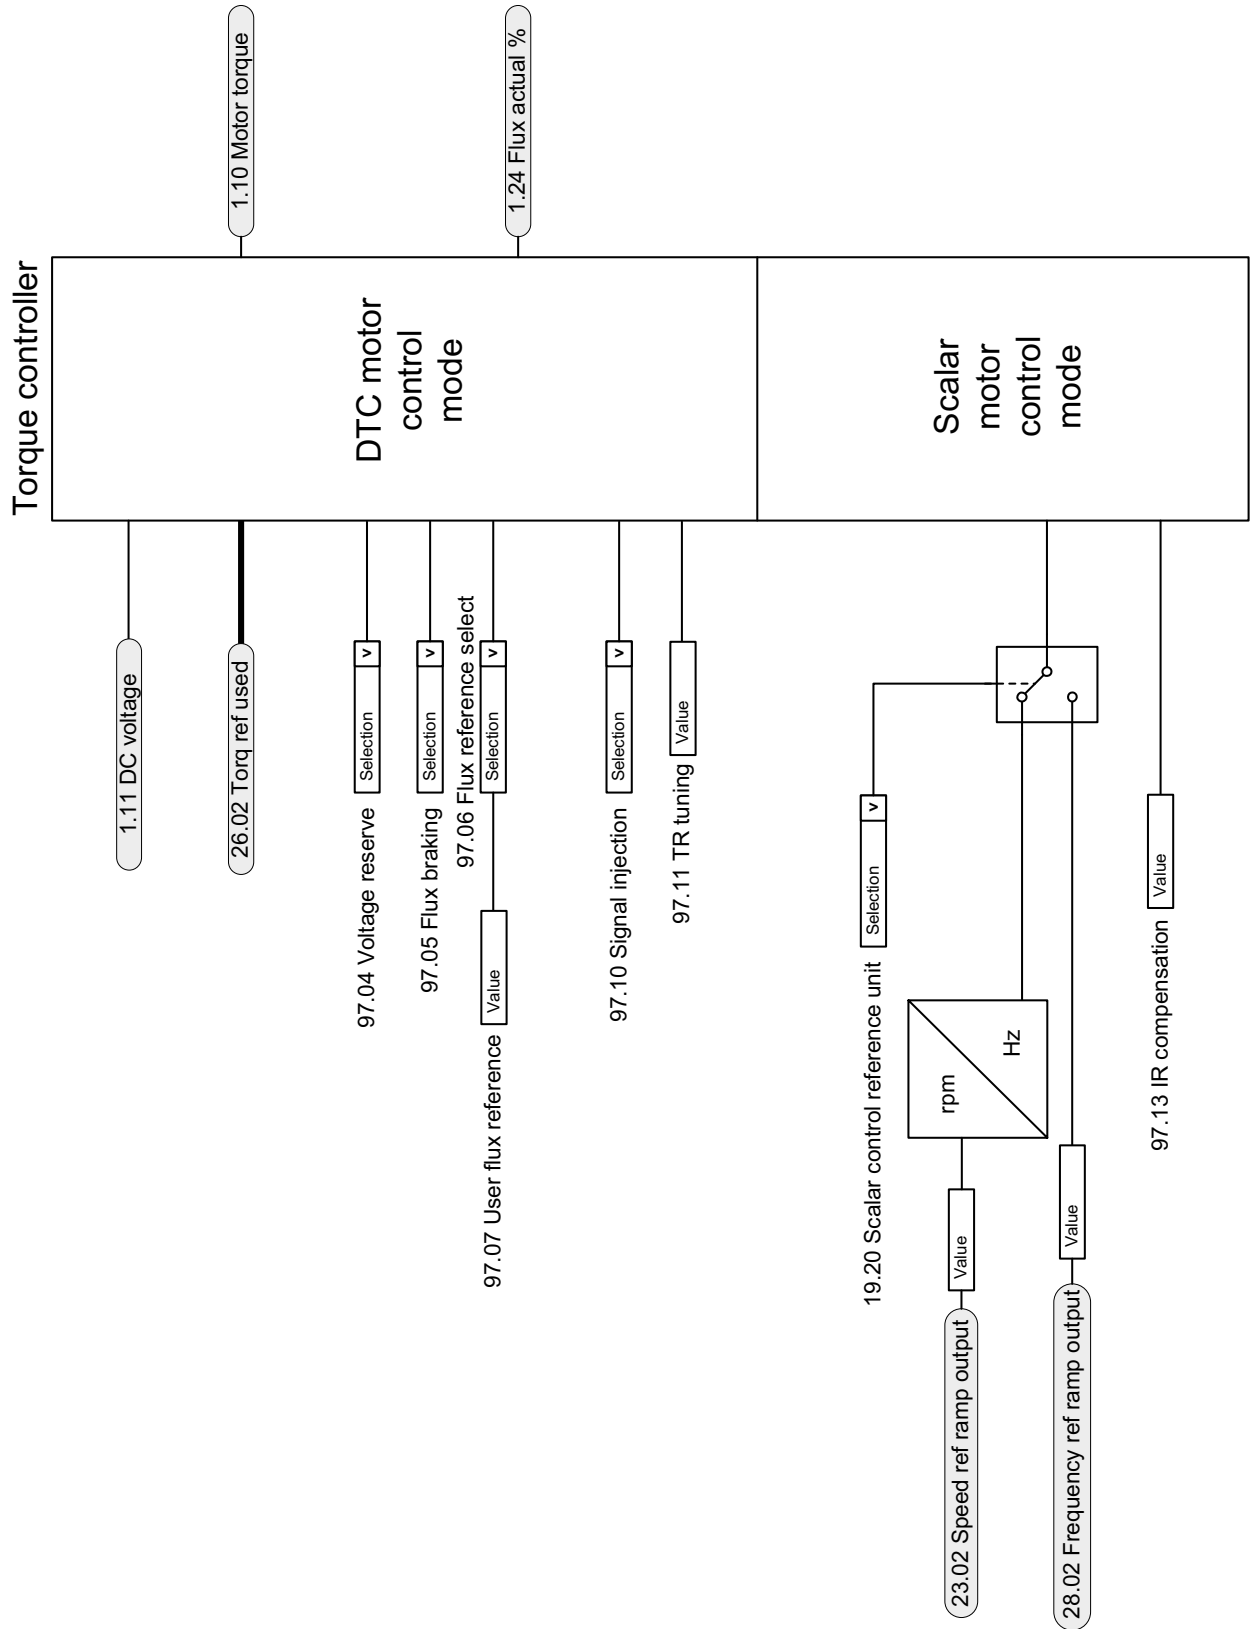 Torque controller
1.11 DC voltage
26.02 Torq ref used
97.04 Voltage reserve
Selection
v
97.05 Flux braking
Selection
v
97.06 Flux reference select
97.07 User flux reference
Value
Selection
v
97.10 Signal injection
Selection
v
97.11 TR tuning
Value
DTC motor
control
mode
1.10 Motor torque
1.24 Flux actual %
19.20 Scalar control reference unit
Selection
v
23.02 Speed ref ramp output
Value
rpm
Hz
28.02 Frequency ref ramp output
Value
97.13 IR compensation
Value
Scalar
motor
control
mode